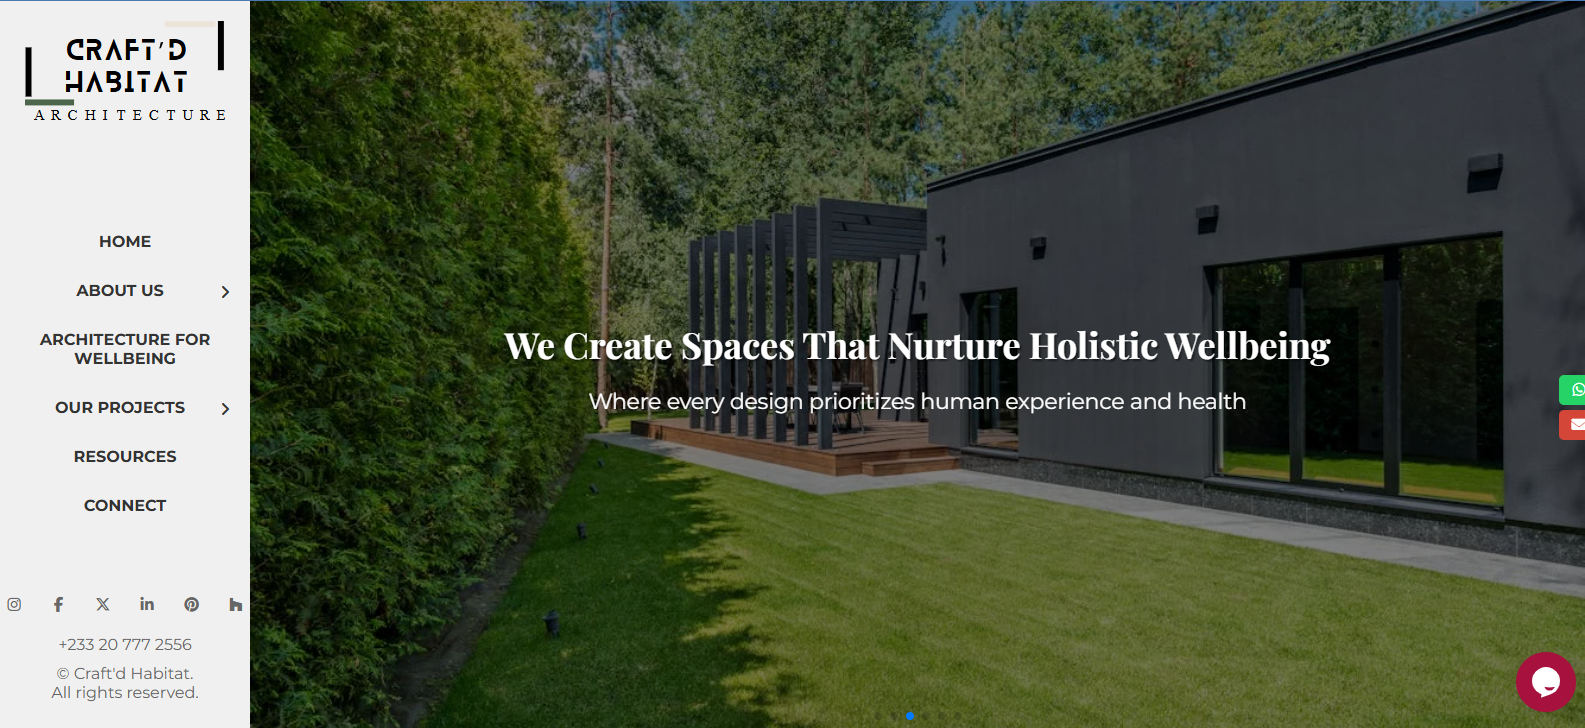 CRAFT'D
HABITAT
ARCHITECTURE
HOME
ABOUT US
ARCHITECTURE FOR
WELLBEING
OUR PROJECTS
RESOURCES
CONNECT
+233 20 777 2556
© Craft'd Habitat.
All rights reserved.
We Create Spaces That Nurture Holistic Wellbeing
Where every design prioritizes human experience and health